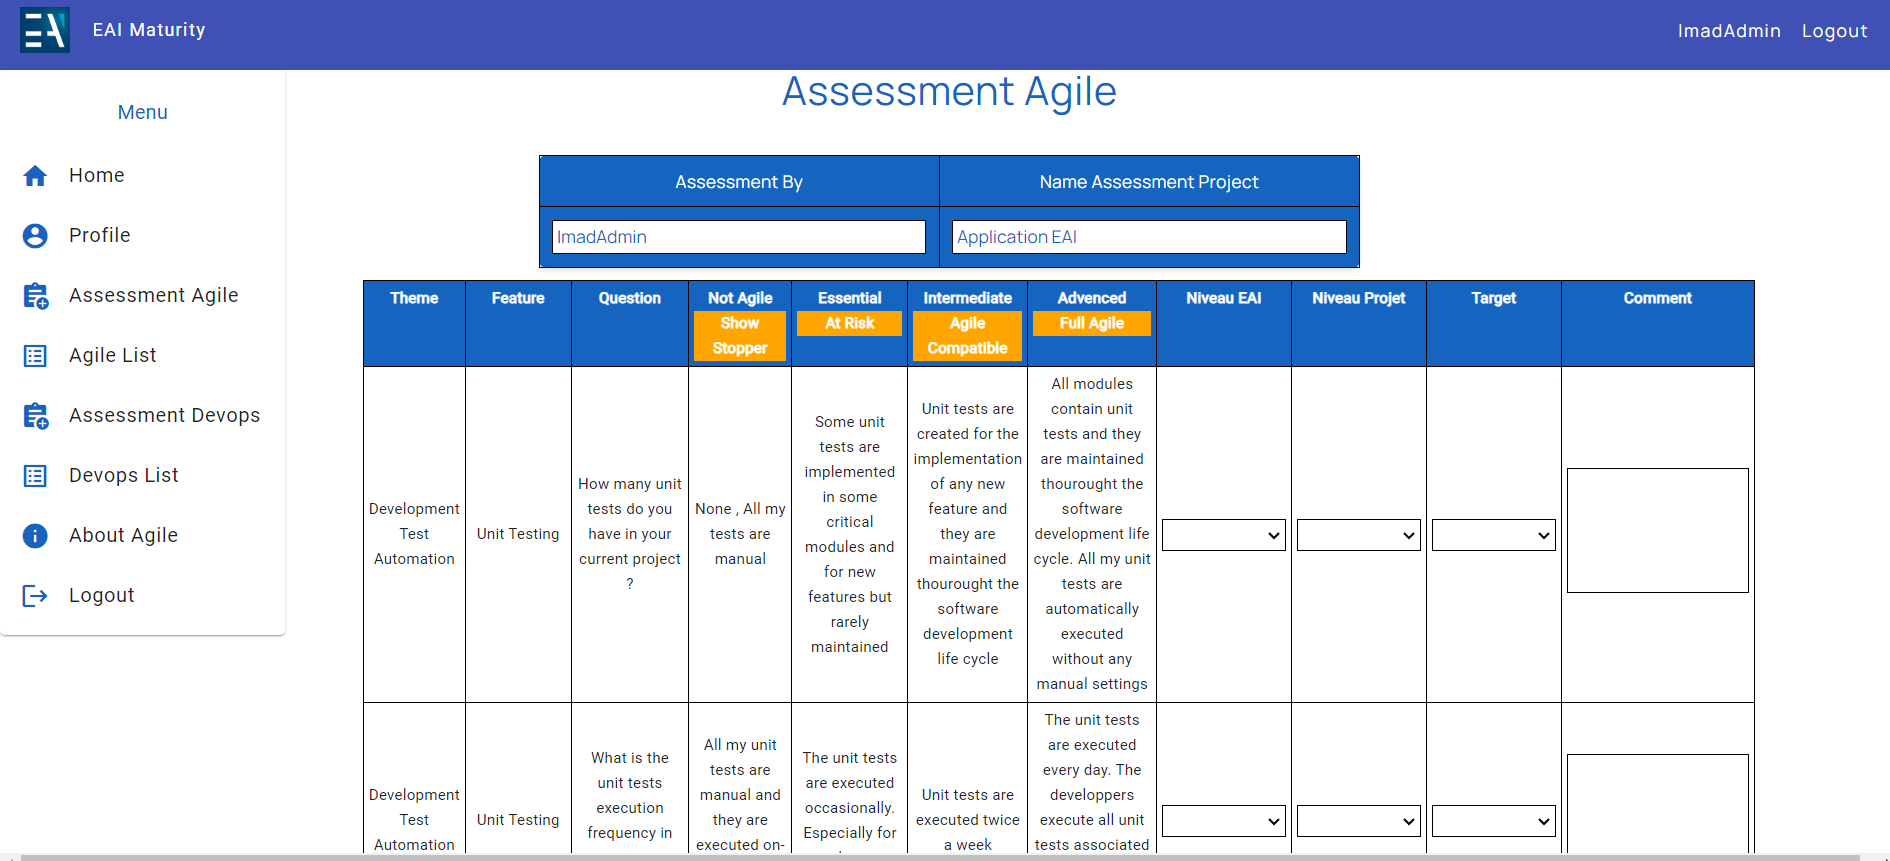 EAI Maturity
ImadAdmin Logout
Menu
Home
Profile
Assessment Agile
Agile List
Assessment Devops
Devops List
About Agile
Logout
Assessment Agile
Assessment By
Name Assessment Project
ImadAdmin
Application EAI
Theme
Feature
Question
Not Agile
Show
Stopper
Essential
At Risk
Intermediate
Agile
Compatible
Advenced
Full Agile
Niveau EAI
Niveau Projet
Target
Comment
Development
Test
Automation
Unit Testing
How many unit
tests do you
have in your
current project
?
None , All my
tests are
manual
Some unit
tests are
implemented
in some
critical
modules and
for new
features but
rarely
maintained
Unit tests are
created for the
implementation
of any new
feature and
they are
maintained
thourought the
software
development
life cycle
All modules
contain unit
tests and they
are maintained
thourought the
software
development life
cycle. All my unit
tests are
automatically
executed
without any
manual settings
Development
Test
Automation
Unit Testing
What is the
unit tests
execution
frequency in
All my unit
tests are
manual and
they are
executed on-
The unit tests
are executed
occasionally.
Especially for
Unit tests are
executed twice
a week
The unit tests
are executed
every day. The
developpers
execute all unit
tests associated